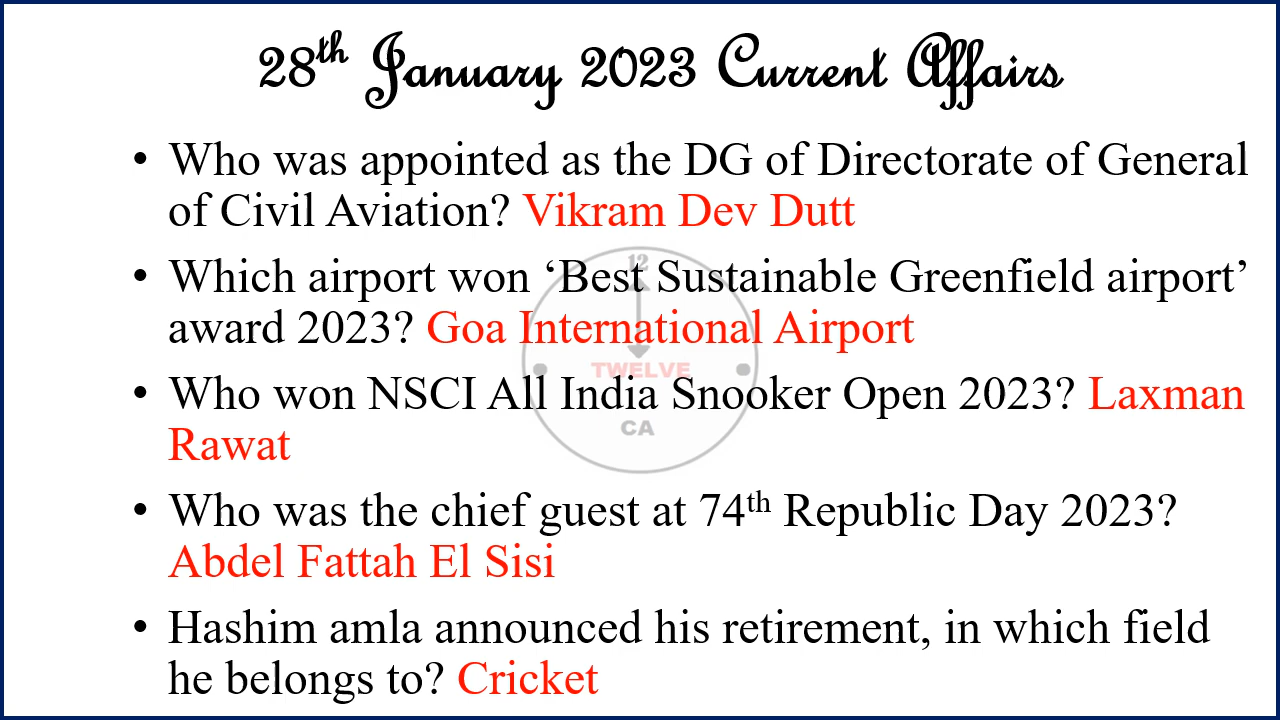 28th January 2023 Current Affairs
• Who was appointed as the DG of Directorate of General
of Civil Aviation? Vikram Dev Dutt
• Which airport won ‘Best Sustainable Greenfield airport’
award 2023? Goa International Airport
• Who won NSCI All India Snooker Open 2023? Laxman
Rawat
• Who was the chief guest at 74th Republic Day 2023?
Abdel Fattah El Sisi
• Hashim amla announced his retirement, in which field
he belongs to? Cricket
12
TWELVE
CA